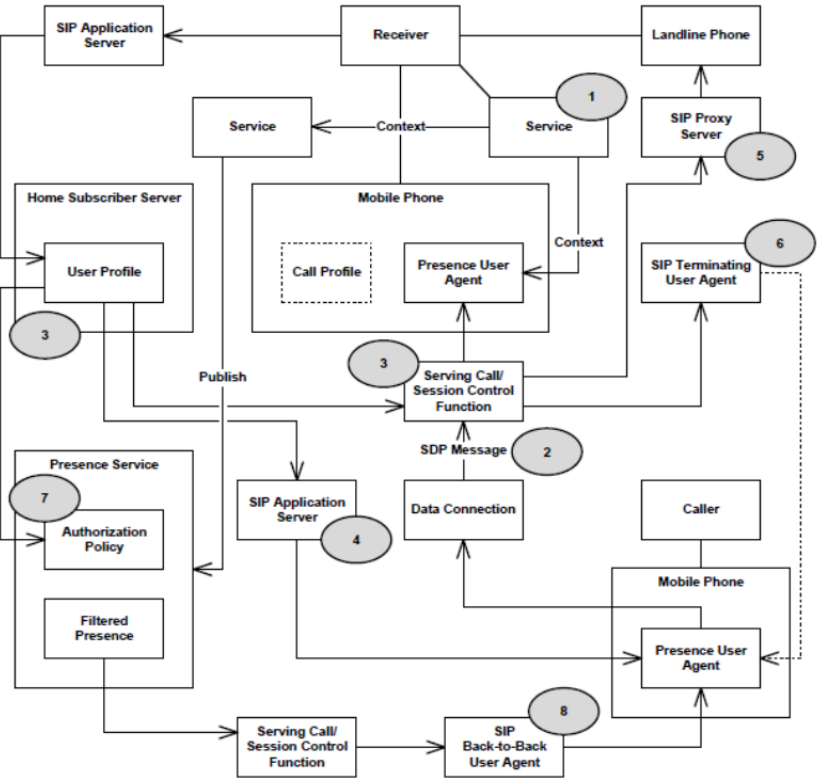 SIP Application
Server
Receiver
Landline Phone
1
Service
Context
Service
SIP Proxy
Server
5
Home Subscriber Server
Mobile Phone
Context
6
User Profile
Call Profile
Presence User
Agent
SIP Terminating
User Agent
3
3
Publish
Serving Call/
Session Control
Function
SDP Message
2
Presence Service
7
Authorization
Policy
SIP Application
Server
4
Data Connection
Caller
Mobile Phone
Filtered
Presence
Presence User
Agent
8
Serving Call/
Session Control
Function
SIP
Back-to-Back
User Agent